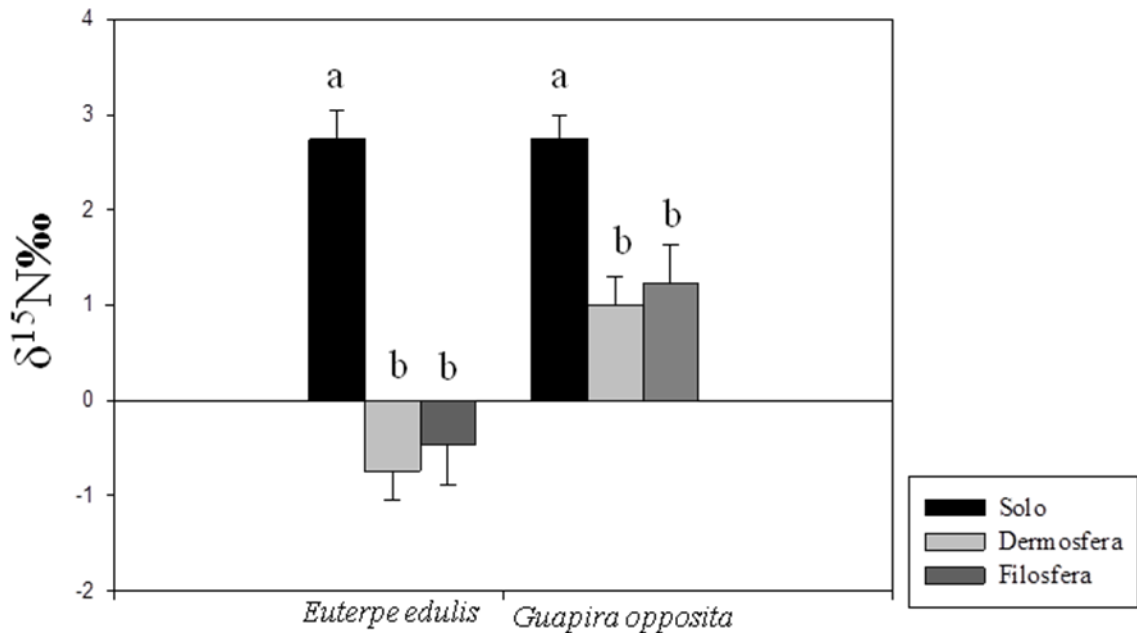 4
3
2
1
0
-1
-2
δ¹⁵N‰
a
b
b
a
b
b
Euterpe edulis
Guapira opposita
Solo
Dermosfera
Filosfera